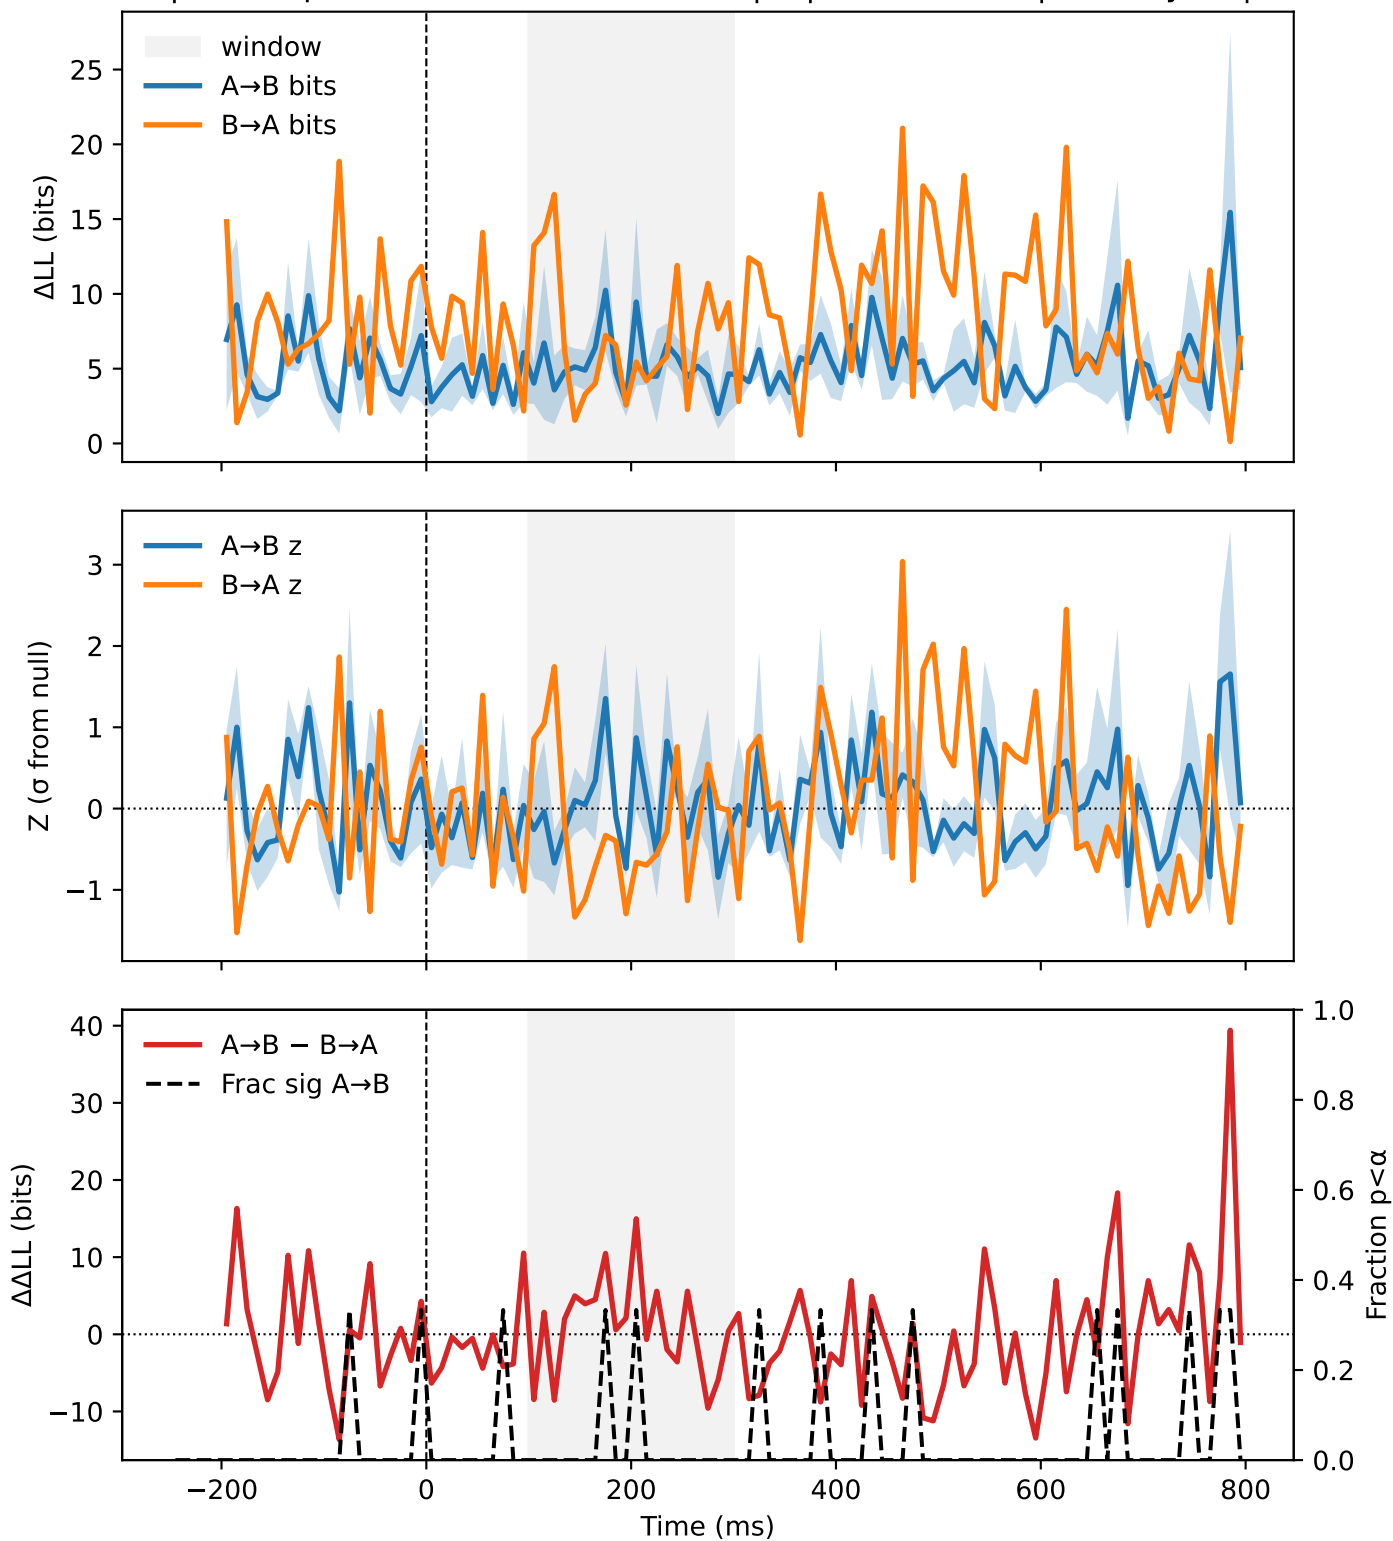 window
A→B bits
B→A bits
25
20
15
10
5
0
ΔLL (bits)
A→B z
B→A z
3
2
1
0
−1
Z (σ from null)
A→B − B→A
Frac sig A→B
40
30
20
10
0
−10
ΔΔLL (bits)
1.0
0.8
0.6
0.4
0.2
0.0
Fraction p<α
−200
0
200
400
600
800
Time (ms)